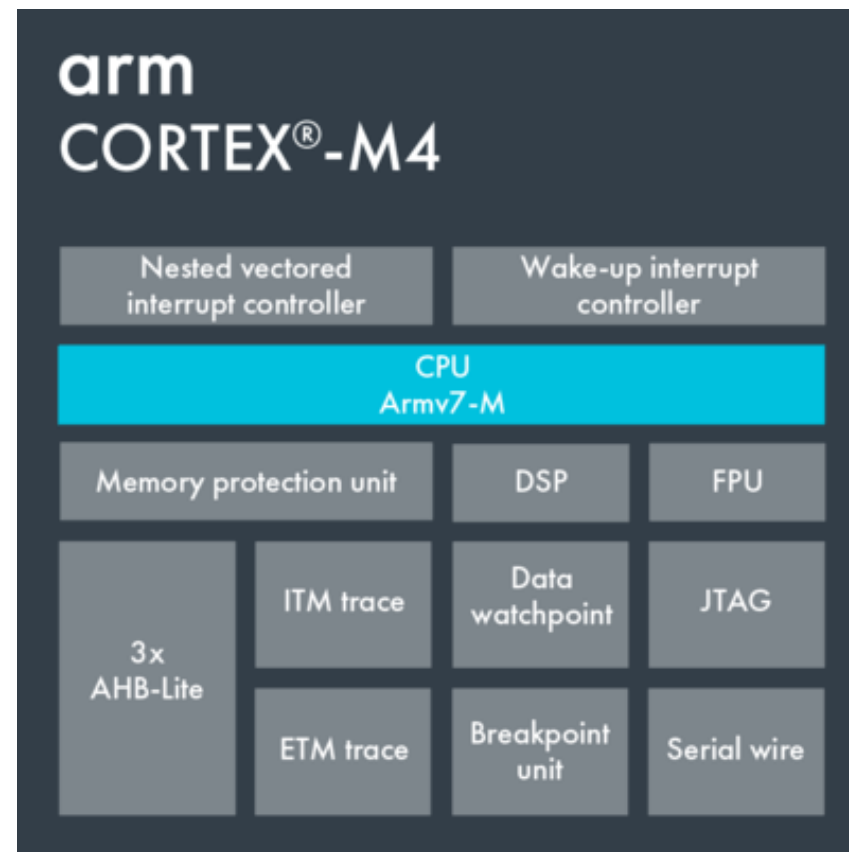 arm
CORTEX®-M4
Nested vectored
interrupt controller
Wake-up interrupt
controller
CPU
Armv7-M
Memory protection unit
DSP
FPU
3x
AHB-Lite
ITM trace
Data
watchpoint
JTAG
ETM trace
Breakpoint
unit
Serial wire